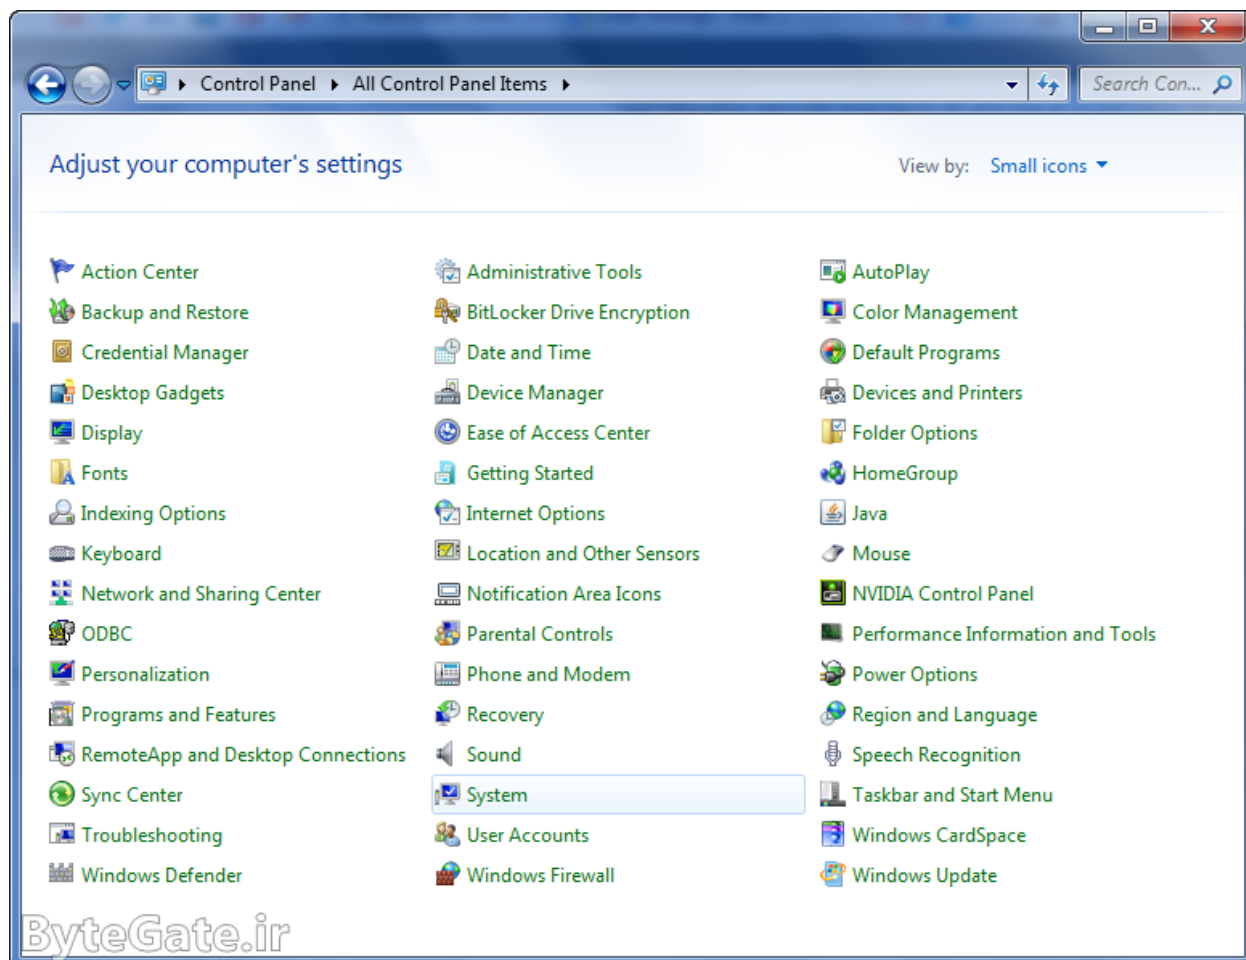 Control Panel All Control Panel Items Search Con...
Adjust your computer's settings View by: Small icons
Action Center Administrative Tools AutoPlay
Backup and Restore BitLocker Drive Encryption Color Management
Credential Manager Date and Time Default Programs
Desktop Gadgets Device Manager Devices and Printers
Display Ease of Access Center Folder Options
Fonts Getting Started HomeGroup
Indexing Options Internet Options Java
Keyboard Location and Other Sensors Mouse
Network and Sharing Center Notification Area Icons NVIDIA Control Panel
ODBC Parental Controls Performance Information and Tools
Personalization Phone and Modem Power Options
Programs and Features Recovery Region and Language
RemoteApp and Desktop Connections Sound Speech Recognition
Sync Center System Taskbar and Start Menu
Troubleshooting User Accounts Windows CardSpace
Windows Defender Windows Firewall Windows Update
ByteGate.ir